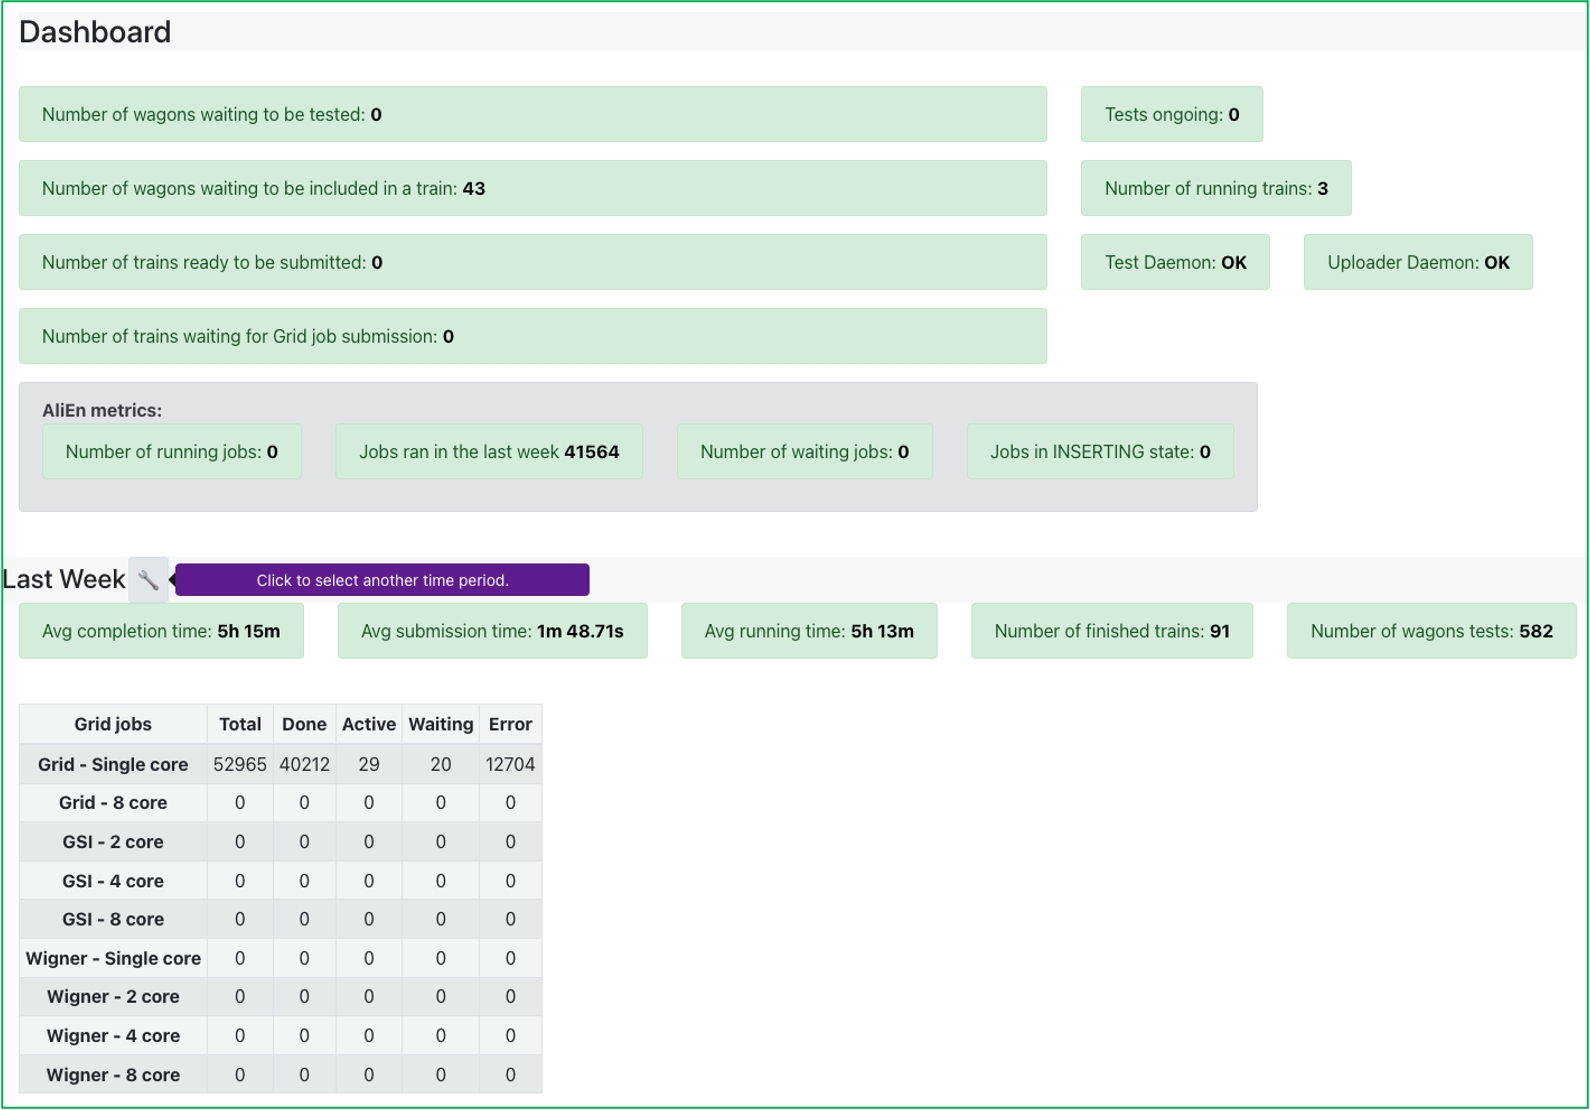 Dashboard
Number of wagons waiting to be tested: 0
Tests ongoing: 0
Number of wagons waiting to be included in a train: 43
Number of running trains: 3
Number of trains ready to be submitted: 0
Test Daemon: OK
Uploader Daemon: OK
Number of trains waiting for Grid job submission: 0
AliEn metrics:
Number of running jobs: 0
Jobs ran in the last week 41564
Number of waiting jobs: 0
Jobs in INSERTING state: 0
Last Week
Click to select another time period.
Avg completion time: 5h 15m
Avg submission time: 1m 48.71s
Avg running time: 5h 13m
Number of finished trains: 91
Number of wagons tests: 582
Grid jobs Total Done Active Waiting Error
Grid - Single core 52965 40212 29 20 12704
Grid - 8 core 0 0 0 0 0
GSI - 2 core 0 0 0 0 0
GSI - 4 core 0 0 0 0 0
GSI - 8 core 0 0 0 0 0
Wigner - Single core 0 0 0 0 0
Wigner - 2 core 0 0 0 0 0
Wigner - 4 core 0 0 0 0 0
Wigner - 8 core 0 0 0 0 0